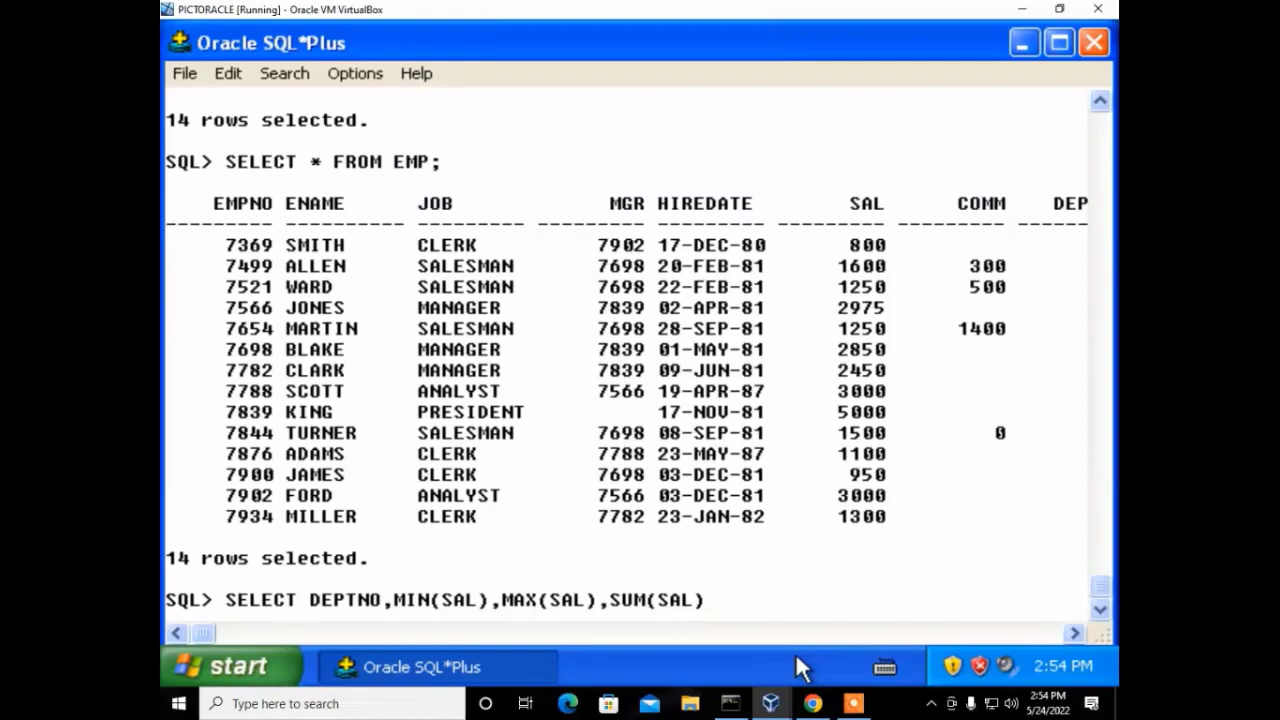 PICTORACLE [Running] - Oracle VM VirtualBox
Oracle SQL*Plus
File Edit Search Options Help
14 rows selected.
SQL> SELECT * FROM EMP;
EMPNO ENAME JOB MGR HIREDATE SAL COMM DEP
---------- ---------- --------- ---------- --------- ---------- ---------- ------
7369 SMITH CLERK 7902 17-DEC-80 800
7499 ALLEN SALESMAN 7698 20-FEB-81 1600 300
7521 WARD SALESMAN 7698 22-FEB-81 1250 500
7566 JONES MANAGER 7839 02-APR-81 2975
7654 MARTIN SALESMAN 7698 28-SEP-81 1250 1400
7698 BLAKE MANAGER 7839 01-MAY-81 2850
7782 CLARK MANAGER 7839 09-JUN-81 2450
7788 SCOTT ANALYST 7566 19-APR-87 3000
7839 KING PRESIDENT 17-NOV-81 5000
7844 TURNER SALESMAN 7698 08-SEP-81 1500 0
7876 ADAMS CLERK 7788 23-MAY-87 1100
7900 JAMES CLERK 7698 03-DEC-81 950
7902 FORD ANALYST 7566 03-DEC-81 3000
7934 MILLER CLERK 7782 23-JAN-82 1300
14 rows selected.
SQL> SELECT DEPTNO,MIN(SAL),MAX(SAL),SUM(SAL)
start Oracle SQL*Plus 2:54 PM
Type here to search 2:54 PM
5/24/2022